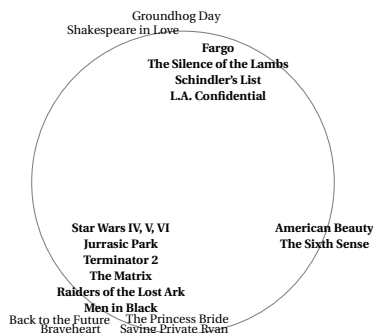 Groundhog Day
Shakespeare in Love
Fargo
The Silence of the Lambs
Schindler's List
L.A. Confidential
Star Wars IV, V, VI
Jurrasic Park
Terminator 2
The Matrix
Raiders of the Lost Ark
Men in Black
American Beauty
The Sixth Sense
Back to the Future
The Princess Bride
Braveheart
Saving Private Ryan